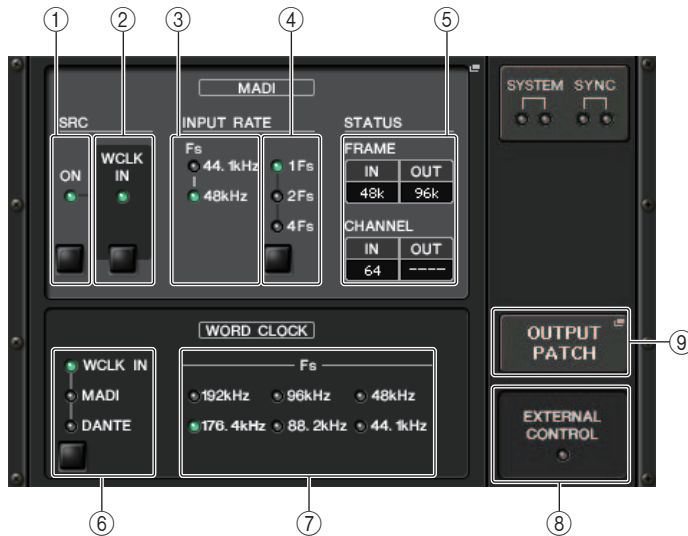 ① ② ③ ④ ⑤
MADI
SRC
ON
WCLK
IN
INPUT RATE
Fs
44.1kHz
48kHz
1Fs
2Fs
4Fs
STATUS
FRAME
IN OUT
48k 96k
CHANNEL
IN OUT
64 ----
SYSTEM SYNC
WORD CLOCK
WCLK IN
MADI
DANTE
Fs
192kHz 96kHz 48kHz
176.4kHz 88.2kHz 44.1kHz
OUTPUT
PATCH
⑨
EXTERNAL
CONTROL
⑥ ⑦ ⑧